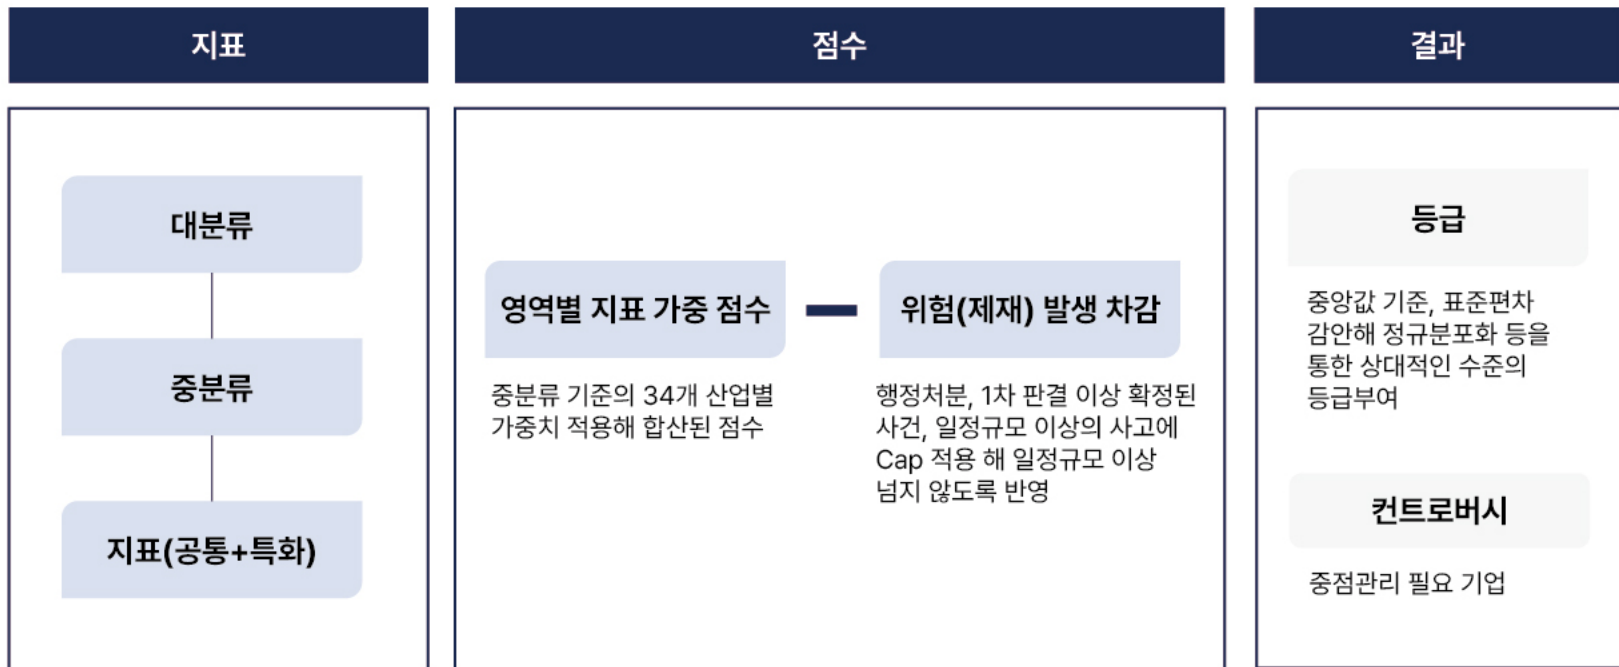 지표
대분류
중분류
지표(공통+특화)
점수
영역별 지표 가중 점수
중분류 기준의 34개 산업별
가중치 적용해 합산된 점수
위험(제재) 발생 차감
행정처분, 1차 판결 이상 확정된
사건, 일정규모 이상의 사고에
Cap 적용 해 일정규모 이상
넘지 않도록 반영
결과
등급
중앙값 기준, 표준편차
감안해 정규분포화 등을
통한 상대적인 수준의
등급부여
컨트로버시
중점관리 필요 기업